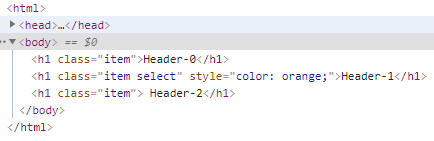 <html>
▶<head>…</head>
··▼<body> == $0
<h1 class="item">Header-0</h1>
<h1 class="item select" style="color: orange;">Header-1</h1>
<h1 class="item"> Header-2</h1>
</body>
</html>